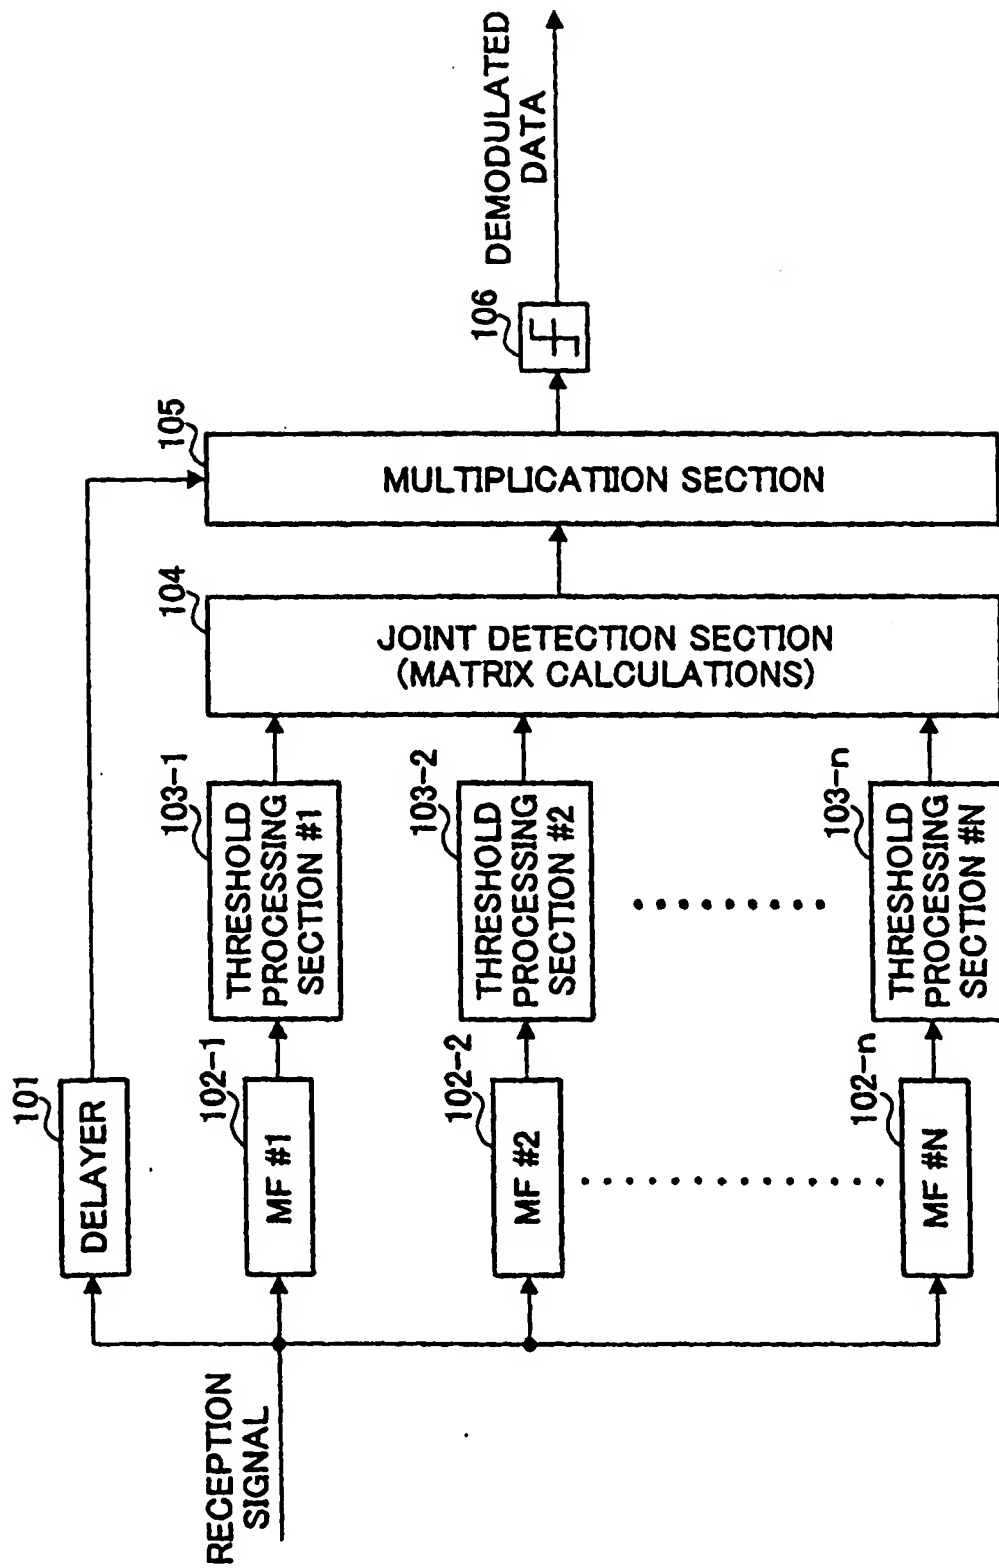 RECEPTION
SIGNAL
101
DELAYER
102-1
MF #1
102-2
MF #2
102-n
MF #N
103-1
THRESHOLD
PROCESSING
SECTION #1
103-2
THRESHOLD
PROCESSING
SECTION #2
103-n
THRESHOLD
PROCESSING
SECTION #N
104
JOINT DETECTION SECTION
(MATRIX CALCULATIONS)
105
MULTIPLICATIION SECTION
106
DEMODULATED
DATA